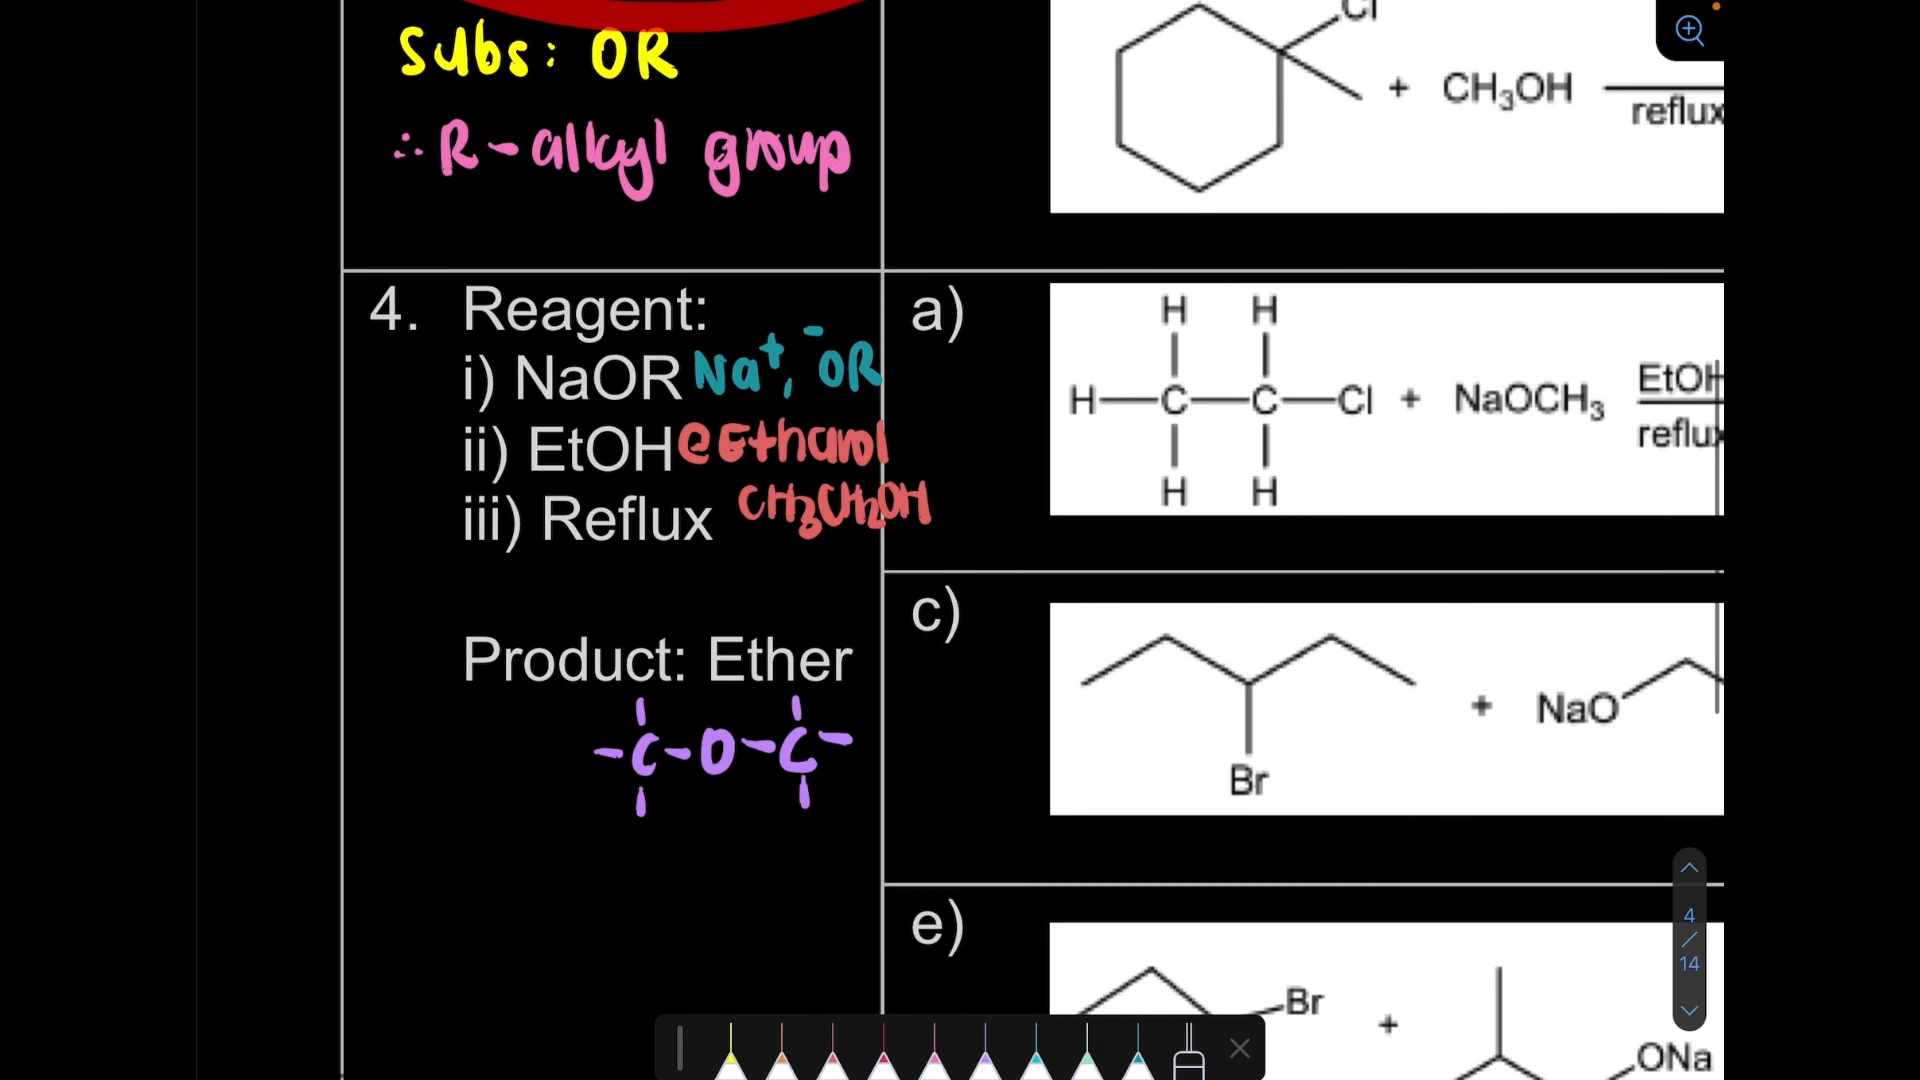 Subs: OR
∴ R-alkyl group
Cl
+ CH3OH
reflux
4. Reagent:
i) NaOR Na+, -OR
ii) EtOH @ Ethanol
CH3CH2OH
iii) Reflux
Product: Ether
-C-O-C-
a)
H H
H C C Cl + NaOCH3
H H
EtOH
reflux
c)
Br
+ NaO
e)
Br
+
ONa
4
/
14